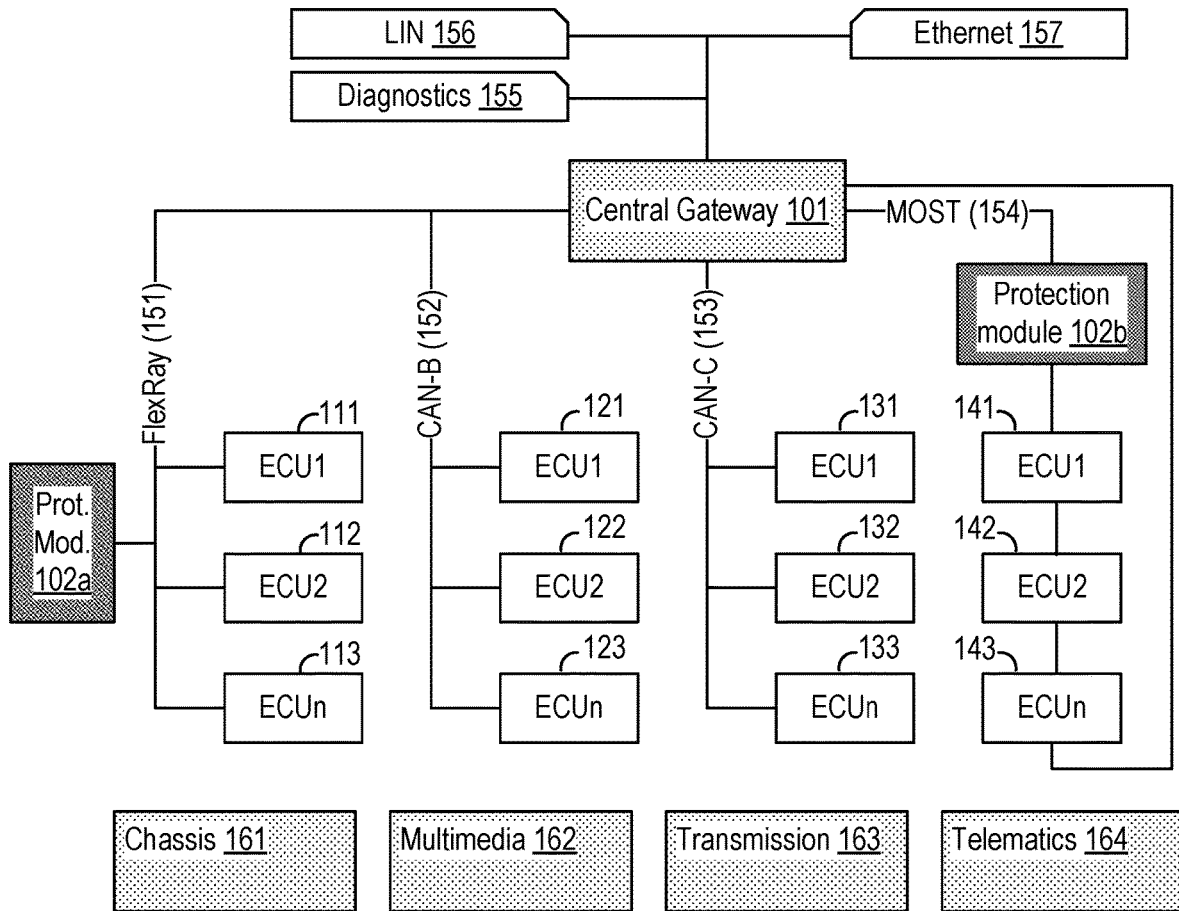 LIN 156
Ethernet 157
Diagnostics 155
Central Gateway 101
MOST (154)
FlexRay (151)
CAN-B (152)
CAN-C (153)
Protection
module 102b
Prot.
Mod.
102a
111
ECU1
112
ECU2
113
ECUn
121
ECU1
122
ECU2
123
ECUn
131
ECU1
132
ECU2
133
ECUn
141
ECU1
142
ECU2
143
ECUn
Chassis 161
Multimedia 162
Transmission 163
Telematics 164